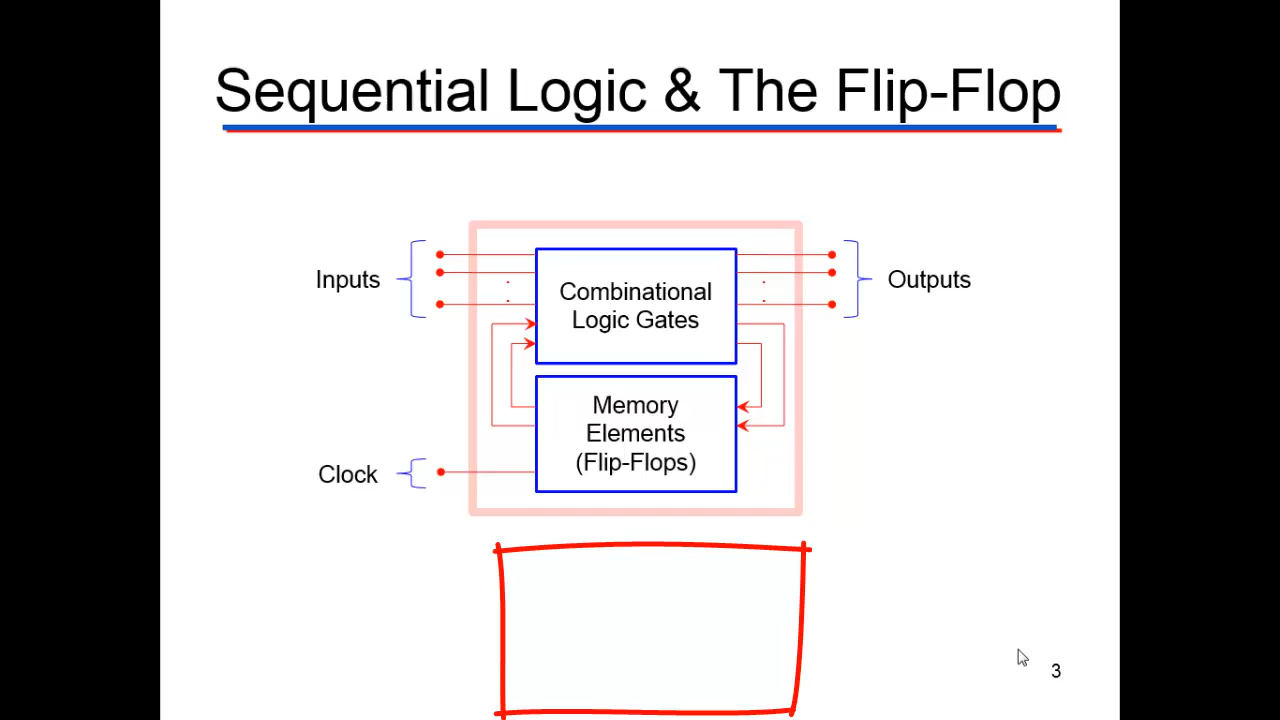 Sequential Logic & The Flip-Flop
Inputs
Combinational
Logic Gates
Outputs
Memory
Elements
(Flip-Flops)
Clock
3